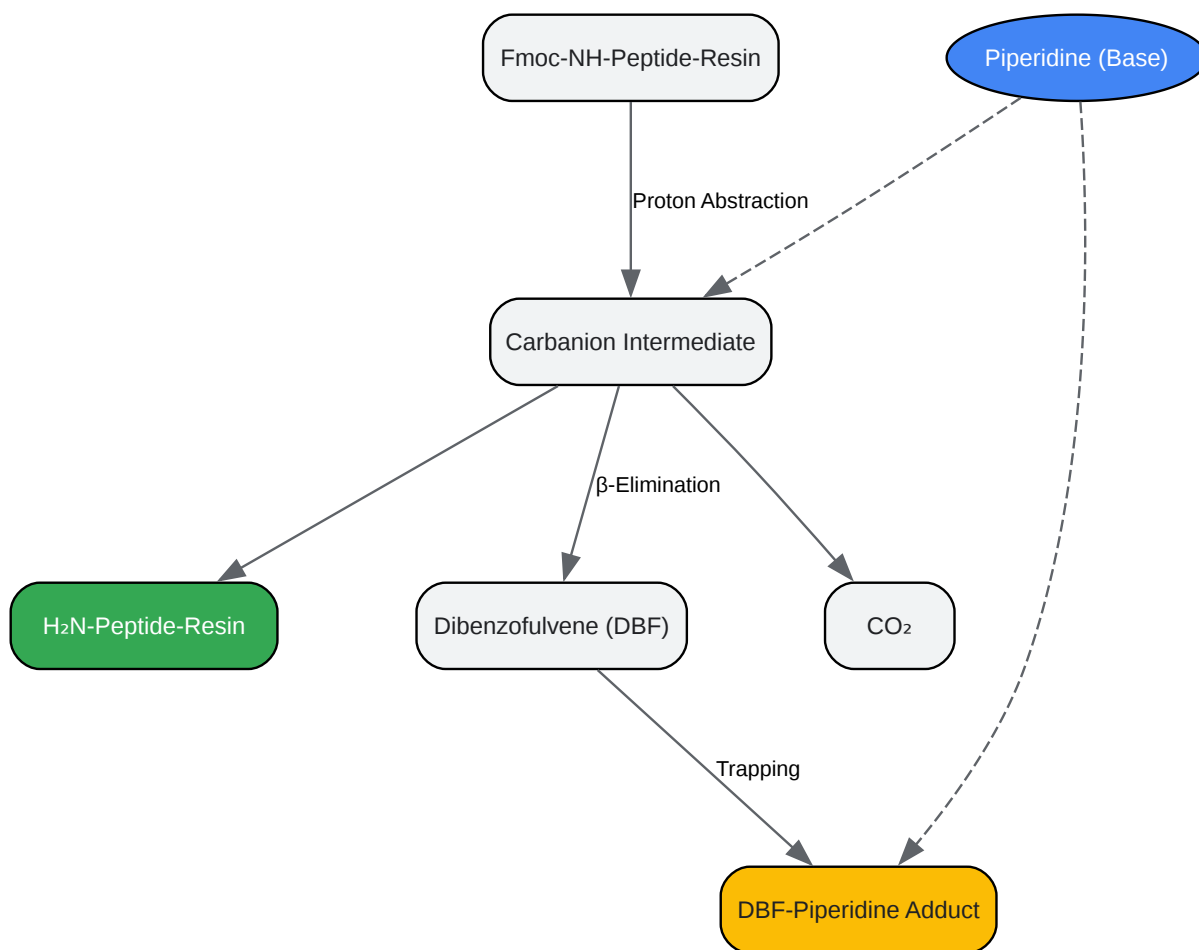 Fmoc-NH-Peptide-Resin
Piperidine (Base)
Proton Abstraction
Carbanion Intermediate
β-Elimination
H₂N-Peptide-Resin
Dibenzofulvene (DBF)
CO₂
Trapping
DBF-Piperidine Adduct